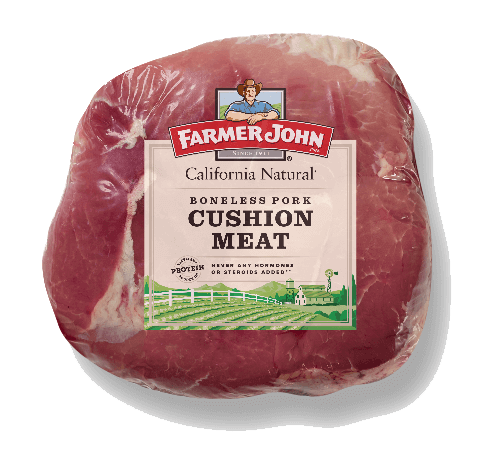 FARMER JOHN
SINCE 1931
California Natural
BONELESS PORK
CUSHION
MEAT
PROTEIN
NEVER ANY HORMONES
OR STEROIDS ADDED**